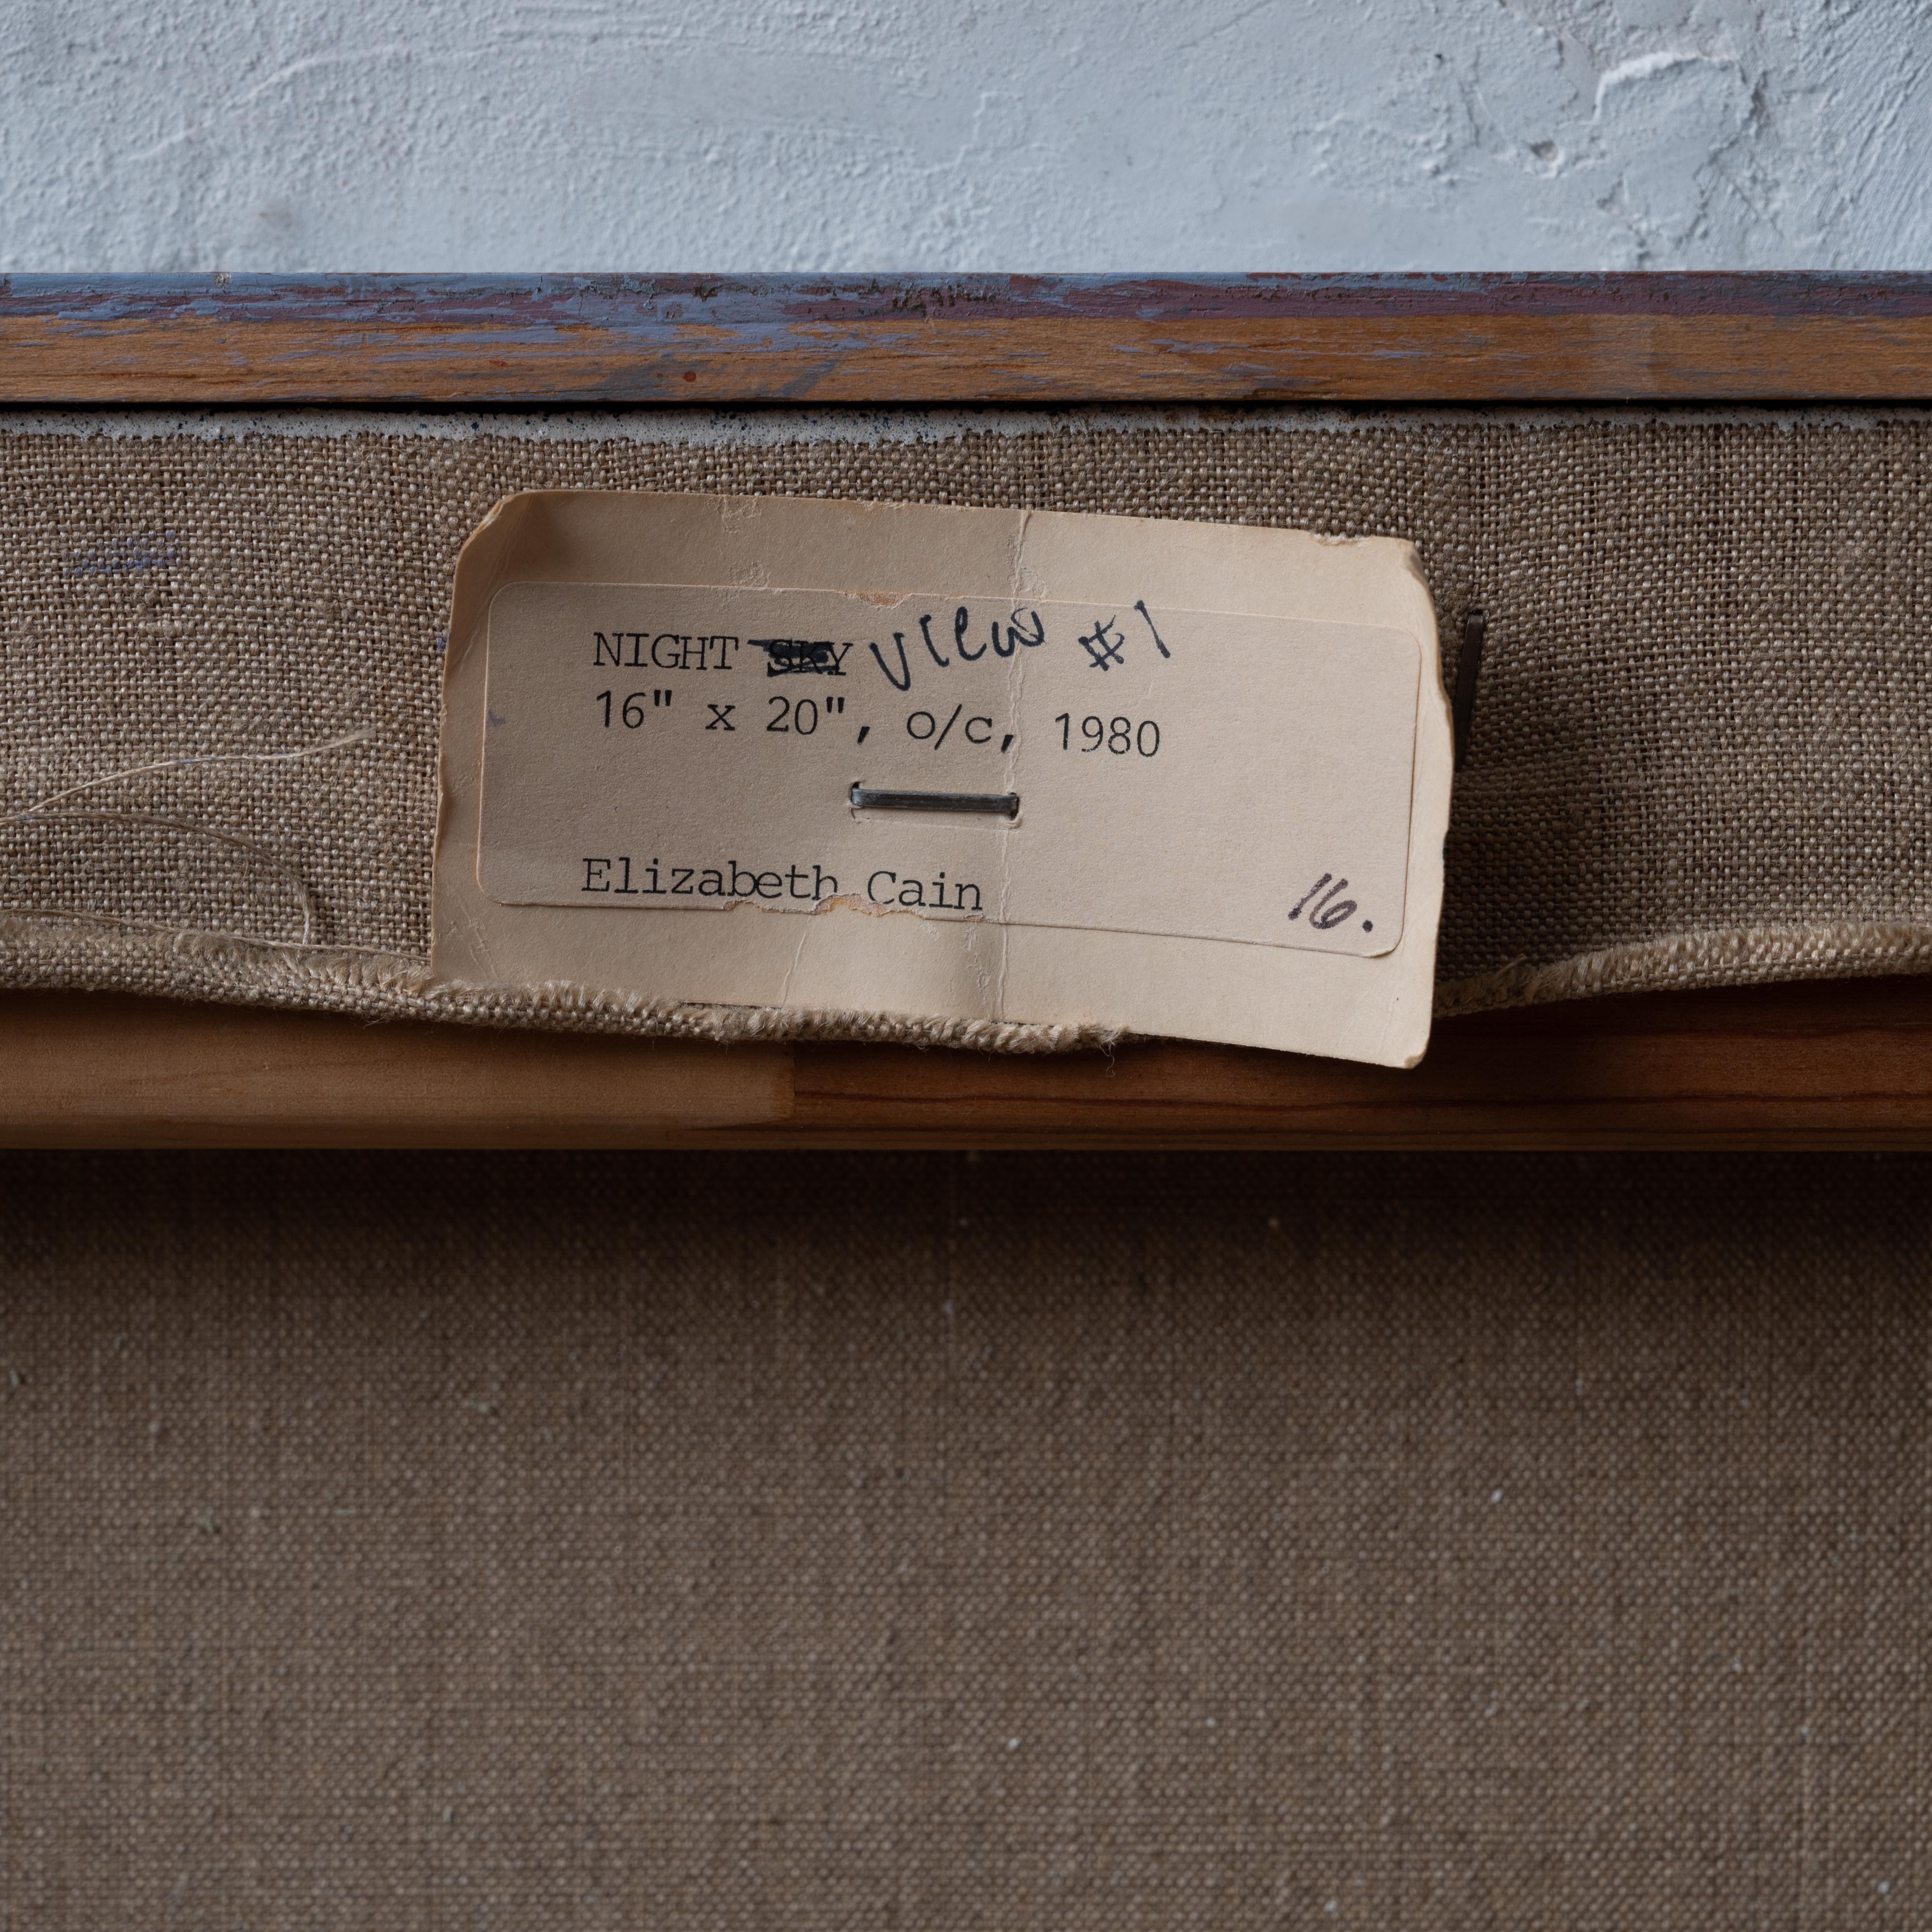 NIGHT SKY View #1
16" x 20", o/c, 1980
Elizabeth Cain
16.